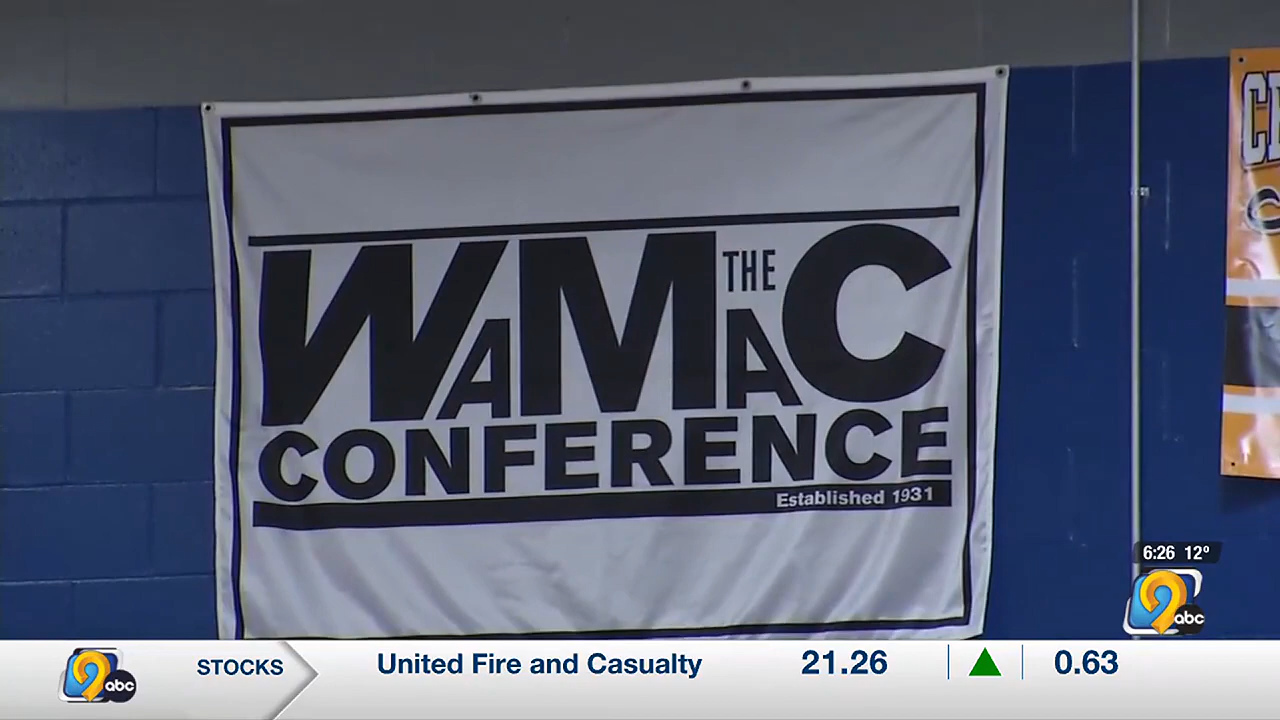 THE
WAMAC
CONFERENCE
Established 1931
6:26 12º
9 abc
9 abc STOCKS United Fire and Casualty 21.26 0.63